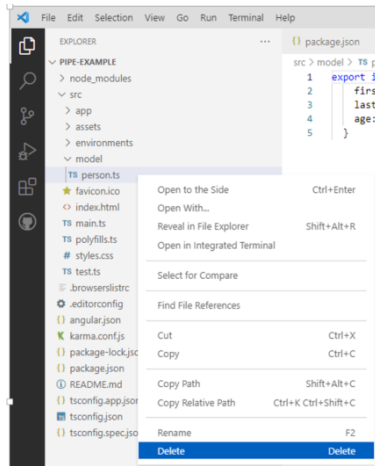 File Edit Selection View Go Run Terminal Help
EXPLORER ...
{} package.json
PIPE-EXAMPLE
src > model > TS
node_modules
1 export
src
2 firs
app
3 last
assets
4 age:
environments
5 }
model
TS person.ts
favicon.ico
<> index.html
TS main.ts
TS polyfills.ts
# styles.css
TS test.ts
.browserslistrc
.editorconfig
{} angular.json
karma.conf.js
{} package-lock.jsc
{} package.json
README.md
{} tsconfig.app.jsor
tsconfig.json
{} tsconfig.spec.jso
Open to the Side Ctrl+Enter
Open With...
Reveal in File Explorer Shift+Alt+R
Open in Integrated Terminal
Select for Compare
Find File References
Cut Ctrl+X
Copy Ctrl+C
Copy Path Shift+Alt+C
Copy Relative Path Ctrl+K Ctrl+Shift+C
Rename F2
Delete Delete